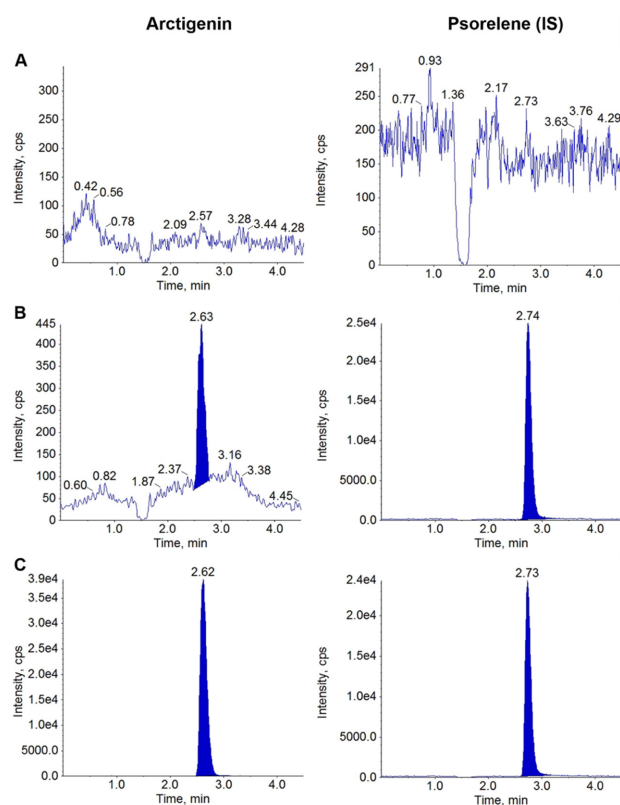 Arctigenin
Psorelene (IS)
A
Intensity, cps
300
250
200
150
100
50
0
0.42
0.56
0.78
2.09
2.57
3.28
3.44
4.28
1.0 2.0 3.0 4.0
Time, min
Intensity, cps
291
250
200
150
100
50
0
0.77
0.93
1.36
2.17
2.73
3.63
3.76
4.29
1.0 2.0 3.0 4.0
Time, min
B
Intensity, cps
445
400
350
300
250
200
150
100
50
0
0.60
0.82
1.87
2.37
2.63
3.16
3.38
4.45
1.0 2.0 3.0 4.0
Time, min
Intensity, cps
2.5e4
2.0e4
1.5e4
1.0e4
5000.0
0.0
2.74
1.0 2.0 3.0 4.0
Time, min
C
Intensity, cps
3.9e4
3.5e4
3.0e4
2.5e4
2.0e4
1.5e4
1.0e4
5000.0
0.0
2.62
1.0 2.0 3.0 4.0
Time, min
Intensity, cps
2.4e4
2.0e4
1.5e4
1.0e4
5000.0
0.0
2.73
1.0 2.0 3.0 4.0
Time, min